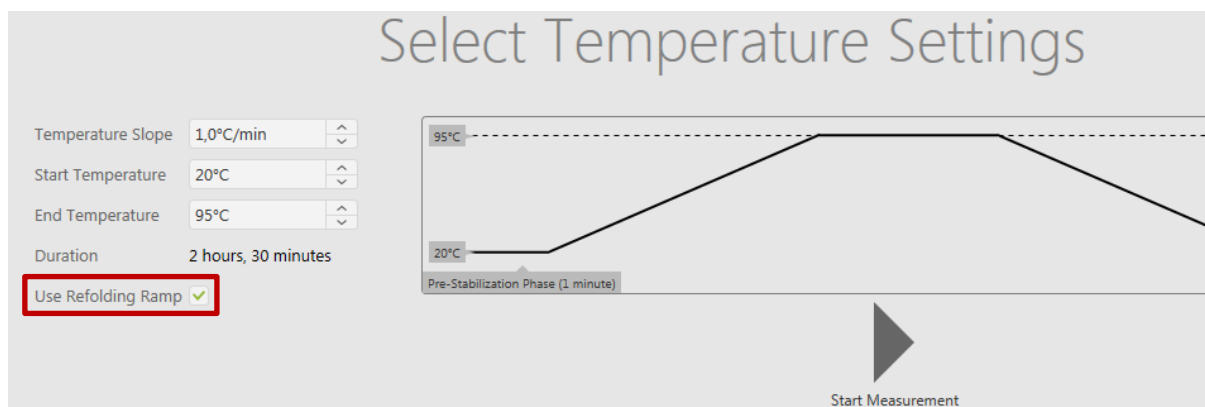 Select Temperature Settings
Temperature Slope 1,0°C/min
Start Temperature 20°C
End Temperature 95°C
Duration 2 hours, 30 minutes
Use Refolding Ramp
95°C
20°C
Pre-Stabilization Phase (1 minute)
Start Measurement